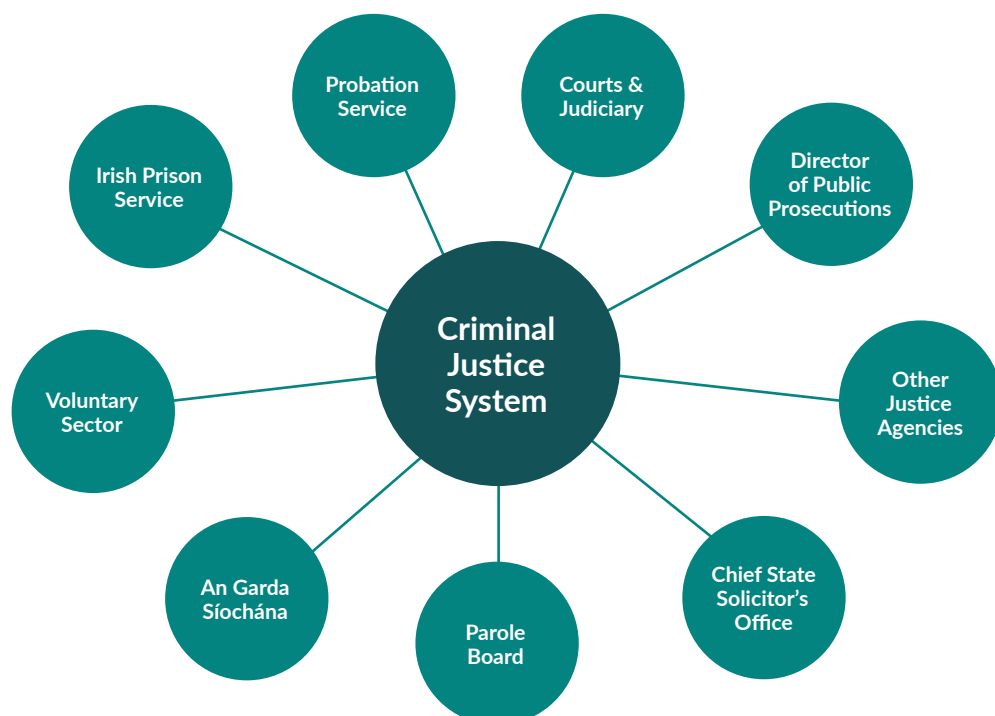 Probation
Service
Courts &
Judiciary
Irish Prison
Service
Director
of Public
Prosecutions
Criminal
Justice
System
Voluntary
Sector
Other
Justice
Agencies
An Garda
Síochána
Parole
Board
Chief State
Solicitor’s
Office